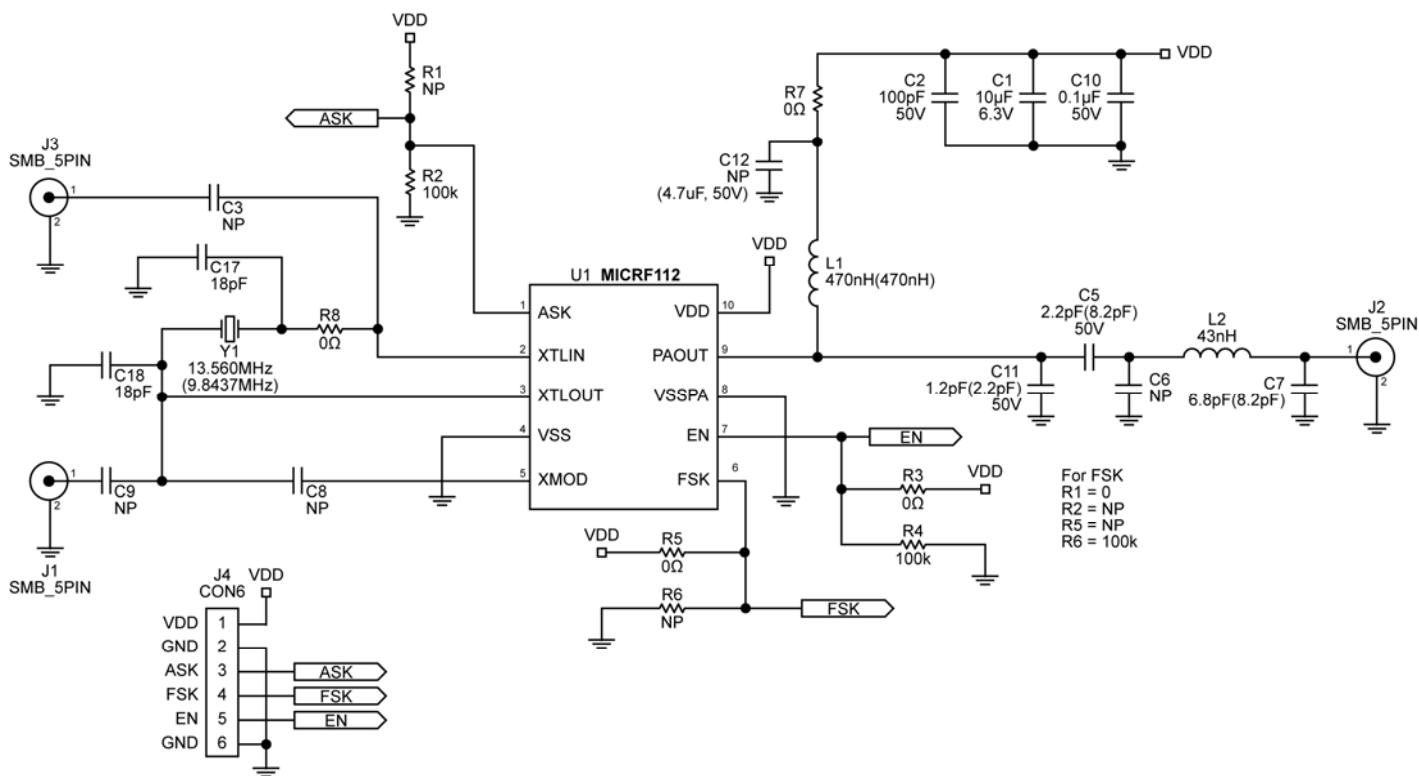 VDD
R1
NP
ASK
R2
100k
J3
SMB_5PIN
1
2
C3
NP
C17
18pF
R8
0Ω
Y1
13.560MHz
(9.8437MHz)
C18
18pF
J1
SMB_5PIN
1
2
C9
NP
C8
NP
U1 MICRF112
1 ASK
2 XTLIN
3 XTLOUT
4 VSS
5 XMOD
VDD 10
PAOUT 9
VSSPA 8
EN 7
FSK 6
VDD
R7
0Ω
C12
NP
(4.7uF, 50V)
L1
470nH(470nH)
C2
100pF
50V
C1
10µF
6.3V
C10
0.1µF
50V
VDD
C5
2.2pF(8.2pF)
50V
C11
1.2pF(2.2pF)
50V
C6
NP
L2
43nH
C7
6.8pF(8.2pF)
J2
SMB_5PIN
1
2
EN
R3
0Ω
VDD
R4
100k
For FSK
R1 = 0
R2 = NP
R5 = NP
R6 = 100k
VDD
R5
0Ω
R6
NP
FSK
J4
CON6
VDD
VDD 1
GND 2
ASK 3 ASK
FSK 4 FSK
EN 5 EN
GND 6